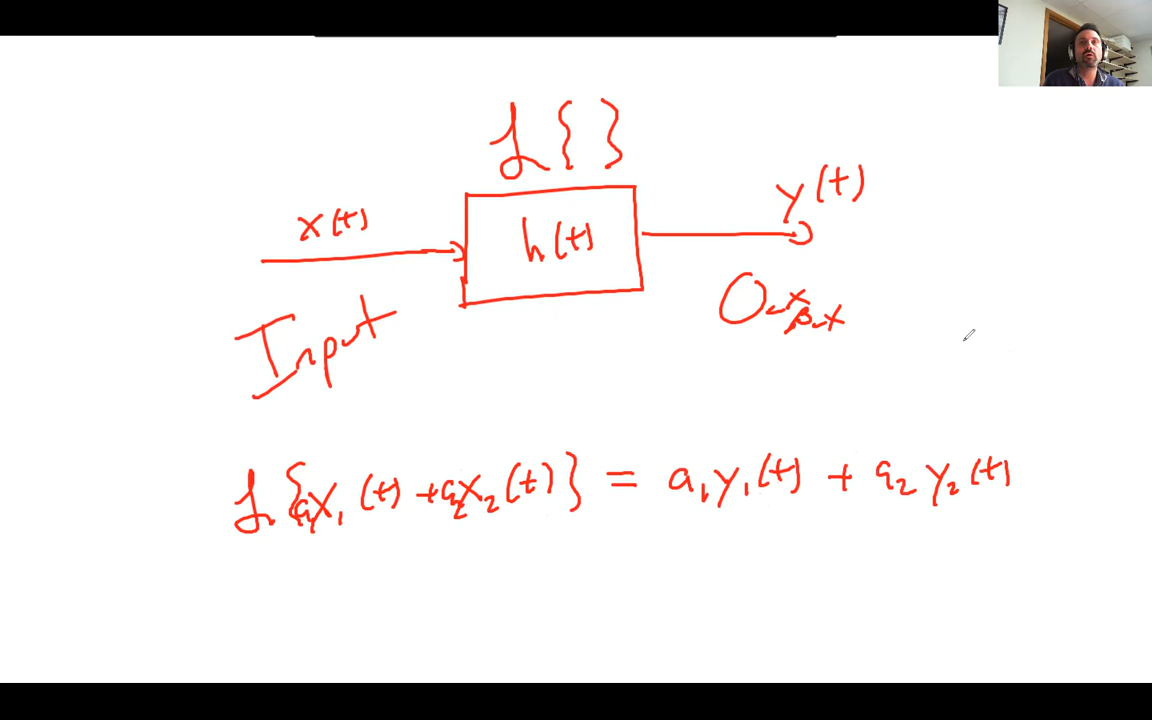 ℒ{ }
x(t)
h(t)
y(t)
Input
Output
ℒ{a₁x₁(t) + a₂x₂(t)} = a₁y₁(t) + a₂y₂(t)